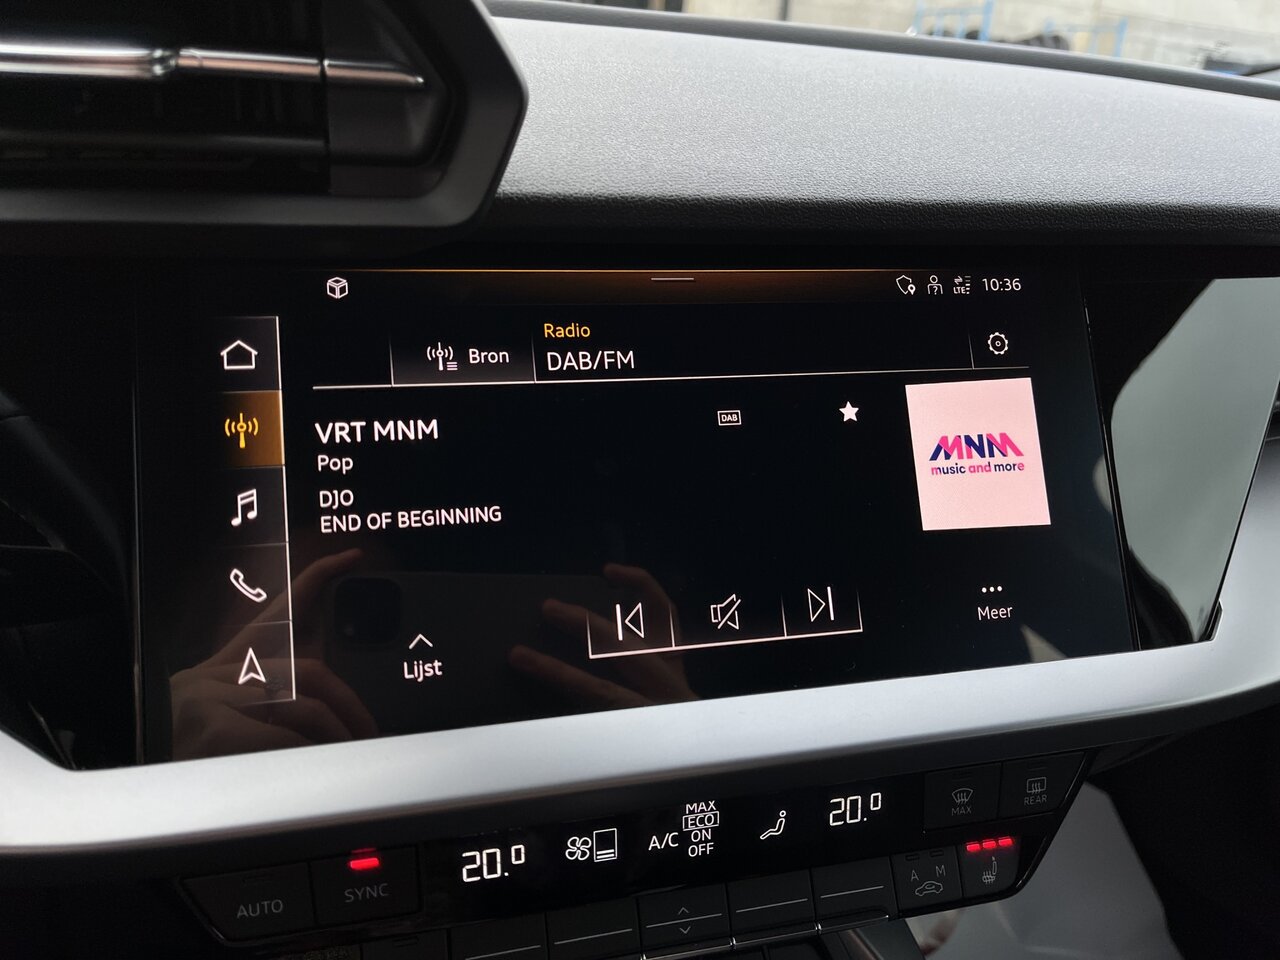 LTE
10:36
Bron
Radio
DAB/FM
VRT MNM
DAB
Pop
DJO
END OF BEGINNING
MNM
music and more
Lijst
Meer
AUTO
SYNC
20.0
A/C
MAX
ECO
ON
OFF
20.0
MAX
REAR
A M